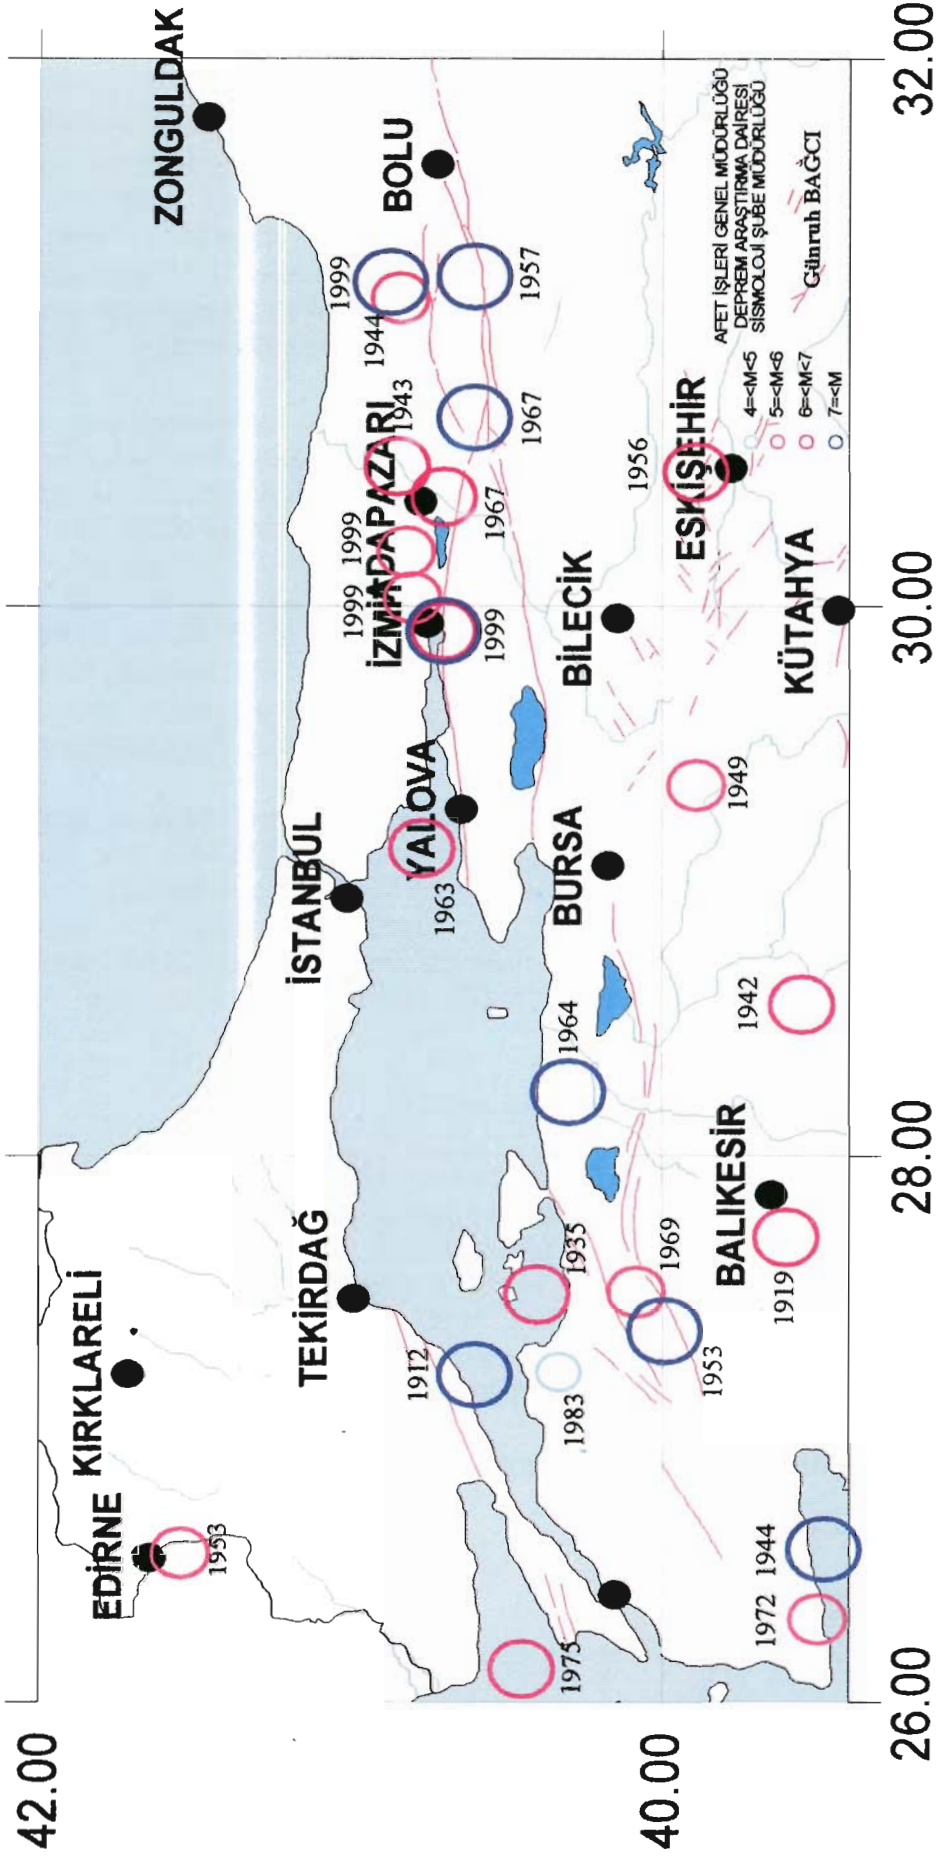 42.00
40.00
26.00
28.00
30.00
32.00
EDİRNE
KIRKLARELİ
TEKİRDAĞ
İSTANBUL
YALOVA
İZMİT
ADAPAZARI
BOLU
ZONGULDAK
BURSA
BİLECİK
ESKİŞEHİR
KÜTAHYA
BALIKESİR
1953
1912
1963
1999
1999
1999
1943
1944
1999
1967
1967
1957
1975
1983
1935
1964
1969
1953
1956
1949
1942
1919
1972
1944
AFET İŞLERİ GENEL MÜDÜRLÜĞÜ
DEPREM ARAŞTIRMA DAİRESİ
SİSMOLOJİ ŞUBE MÜDÜRLÜĞÜ
4=<M<5
5=<M<6
6=<M<7
7=<M
Günruh BAĞCI